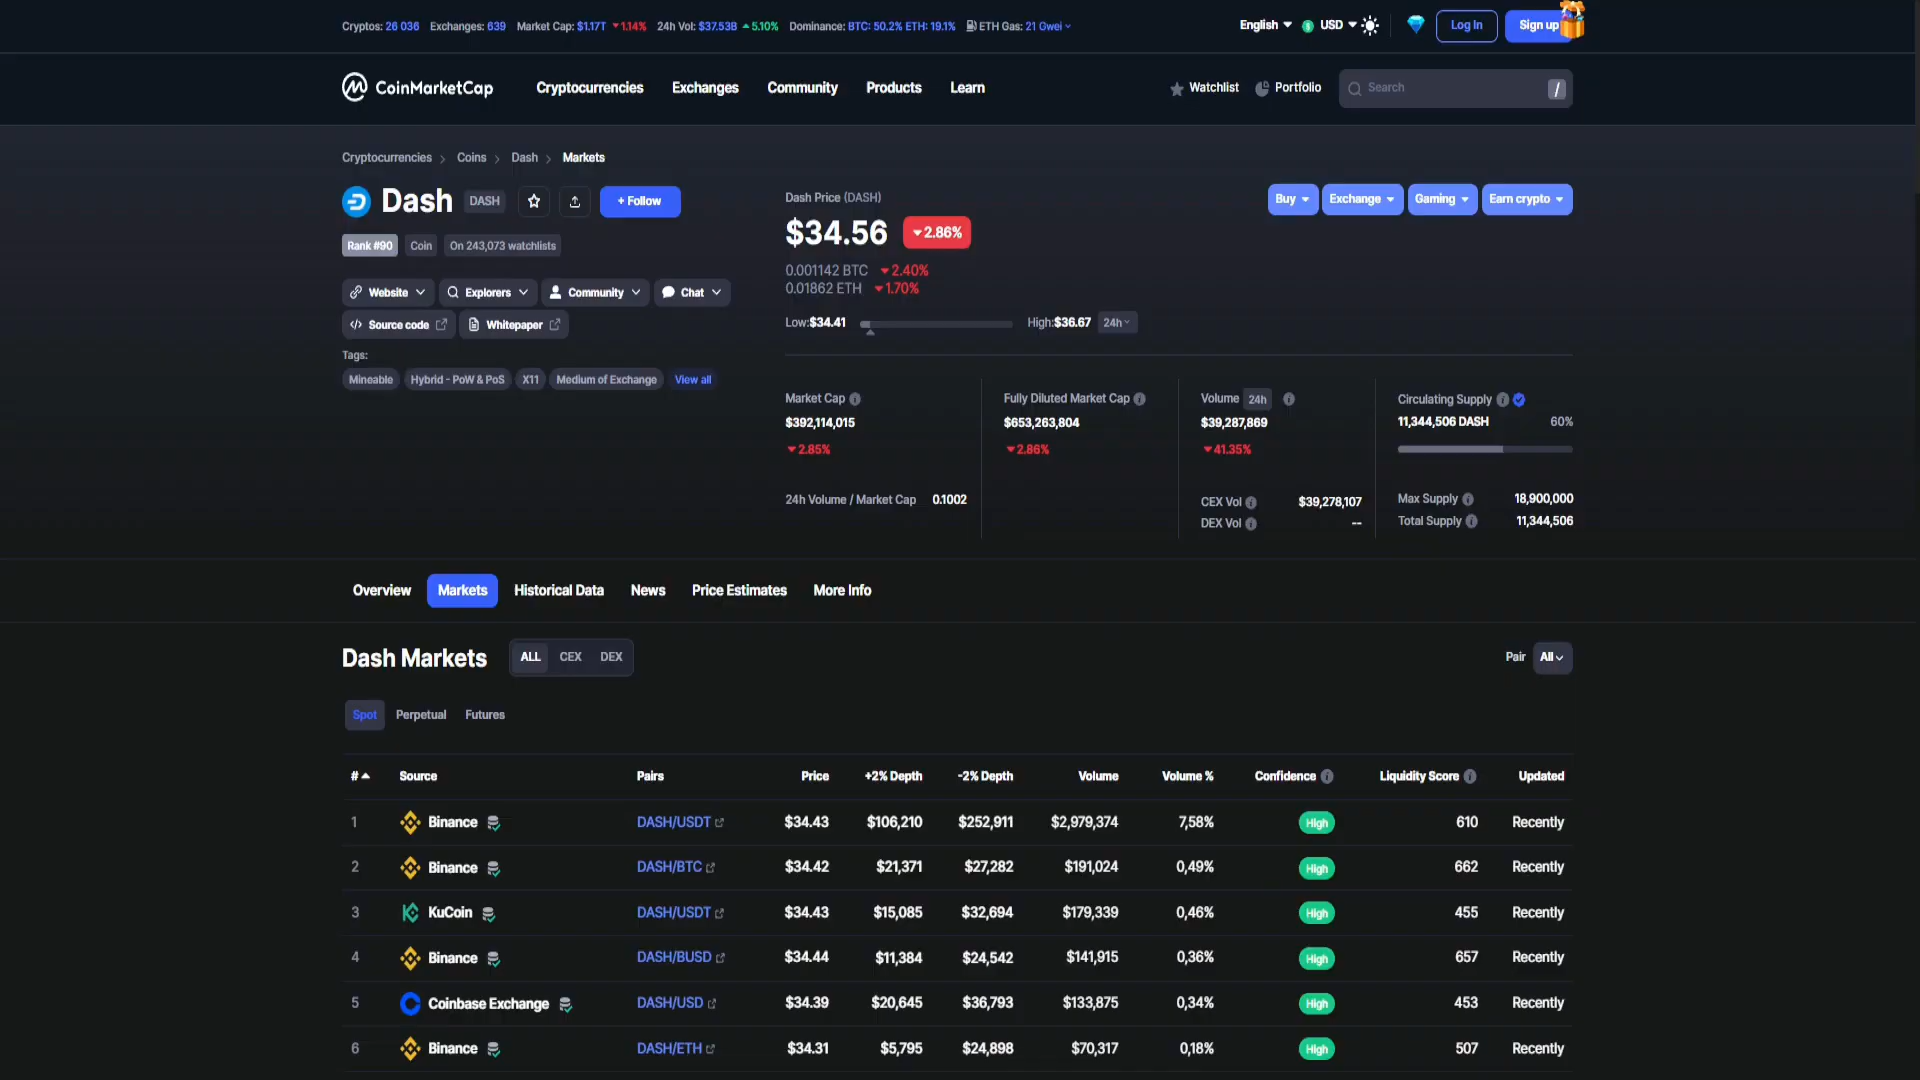 Cryptos: 26 036 Exchanges: 639 Market Cap: $1.17T 1.14% 24h Vol: $37.53B 5.10% Dominance: BTC: 50.2% ETH: 19.1% ETH Gas: 21 Gwei
English USD Log In Sign up
CoinMarketCap Cryptocurrencies Exchanges Community Products Learn Watchlist Portfolio Search /
Cryptocurrencies Coins Dash Markets
Dash DASH + Follow
Rank #90 Coin On 243,073 watchlists
Website Explorers Community Chat
Source code Whitepaper
Tags:
Mineable Hybrid - PoW & PoS X11 Medium of Exchange View all
Dash Price (DASH)
$34.56 2.86%
0.001142 BTC 2.40%
0.01862 ETH 1.70%
Low:$34.41 High:$36.67 24h
Buy Exchange Gaming Earn crypto
Market Cap
$392,114,015
2.85%
24h Volume / Market Cap 0.1002
Fully Diluted Market Cap
$653,263,804
2.86%
Volume 24h
$39,287,869
41.35%
CEX Vol $39,278,107
DEX Vol --
Circulating Supply
11,344,506 DASH 60%
Max Supply 18,900,000
Total Supply 11,344,506
Overview Markets Historical Data News Price Estimates More Info
Dash Markets ALL CEX DEX Pair All
Spot Perpetual Futures
# Source Pairs Price +2% Depth -2% Depth Volume Volume % Confidence Liquidity Score Updated
1 Binance DASH/USDT $34.43 $106,210 $252,911 $2,979,374 7,58% High 610 Recently
2 Binance DASH/BTC $34.42 $21,371 $27,282 $191,024 0,49% High 662 Recently
3 KuCoin DASH/USDT $34.43 $15,085 $32,694 $179,339 0,46% High 455 Recently
4 Binance DASH/BUSD $34.44 $11,384 $24,542 $141,915 0,36% High 657 Recently
5 Coinbase Exchange DASH/USD $34.39 $20,645 $36,793 $133,875 0,34% High 453 Recently
6 Binance DASH/ETH $34.31 $5,795 $24,898 $70,317 0,18% High 507 Recently